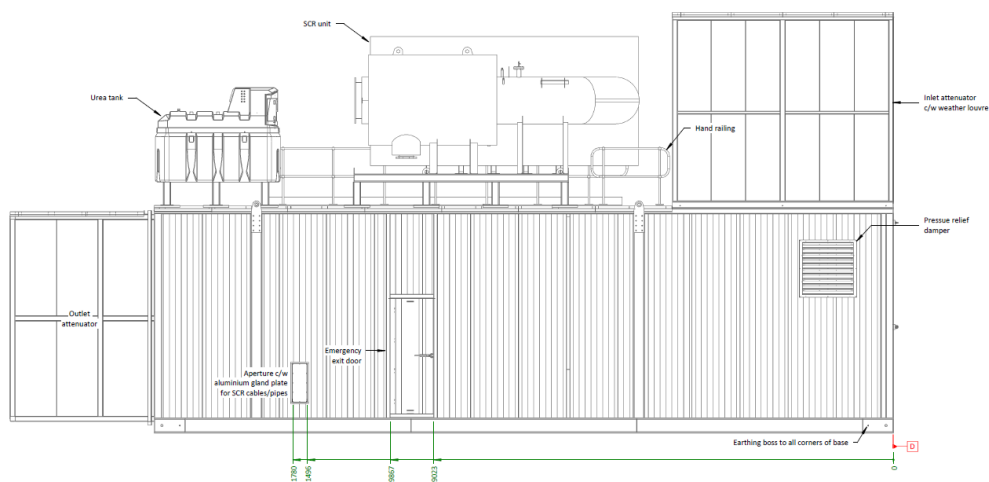 SCR unit
Urea tank
Inlet attenuator
c/w weather louvre
Hand railing
Pressue relief
damper
Outlet
attenuator
Emergency
exit door
Aperture c/w
aluminium gland plate
for SCR cables/pipes
Earthing boss to all corners of base
D
1780
1496
9867
9023
0